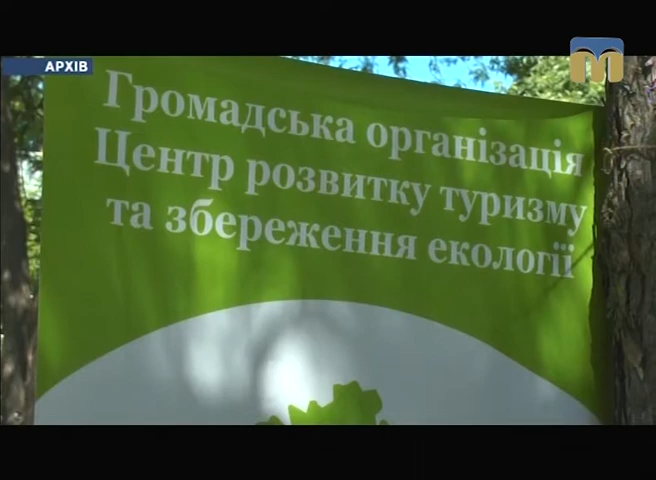 АРХІВ
Громадська організація
Центр розвитку туризму
та збереження екології